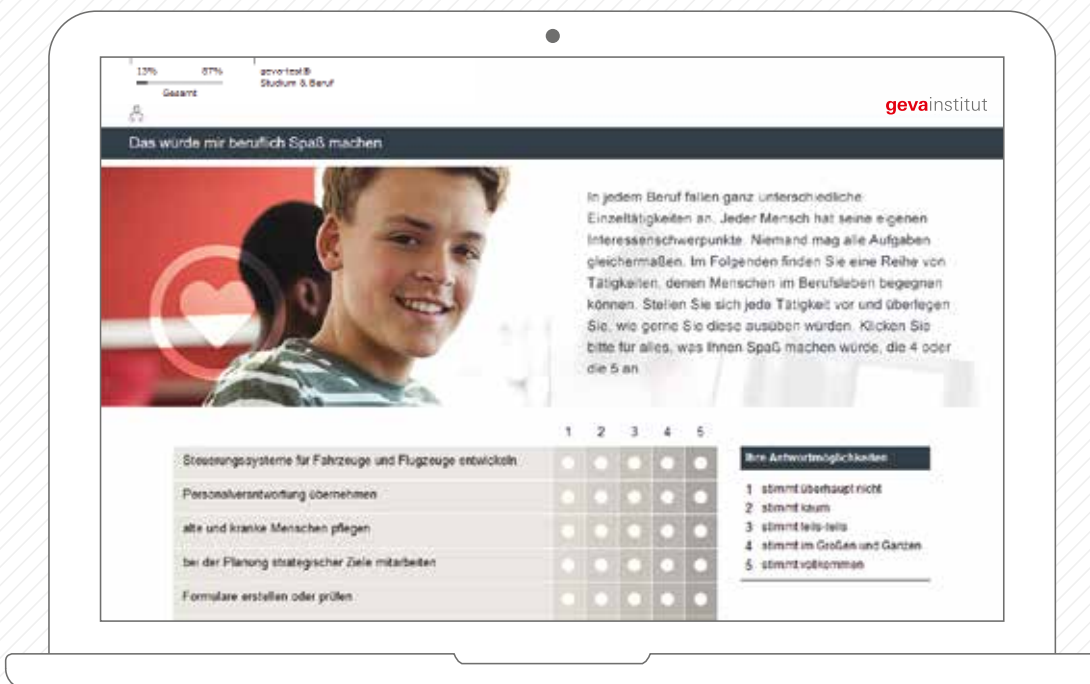 13% 87%
Gesamt
geva-test®
Studium & Beruf
gevainstitut
Das würde mir beruflich Spaß machen
In jedem Beruf fallen ganz unterschiedliche
Einzeltätigkeiten an. Jeder Mensch hat seine eigenen
Interessenschwerpunkte. Niemand mag alle Aufgaben
gleichermaßen. Im Folgenden finden Sie eine Reihe von
Tätigkeiten, denen Menschen im Berufsleben begegnen
können. Stellen Sie sich jede Tätigkeit vor und überlegen
Sie, wie gerne Sie diese ausüben würden. Klicken Sie
bitte für alles, was Ihnen Spaß machen würde, die 4 oder
die 5 an.
1 2 3 4 5
Steuerungssysteme für Fahrzeuge und Flugzeuge entwickeln
Personalverantwortung übernehmen
alte und kranke Menschen pflegen
bei der Planung strategischer Ziele mitarbeiten
Formulare erstellen oder prüfen
Ihre Antwortmöglichkeiten
1 stimmt überhaupt nicht
2 stimmt kaum
3 stimmt teils-teils
4 stimmt im Großen und Ganzen
5 stimmt vollkommen